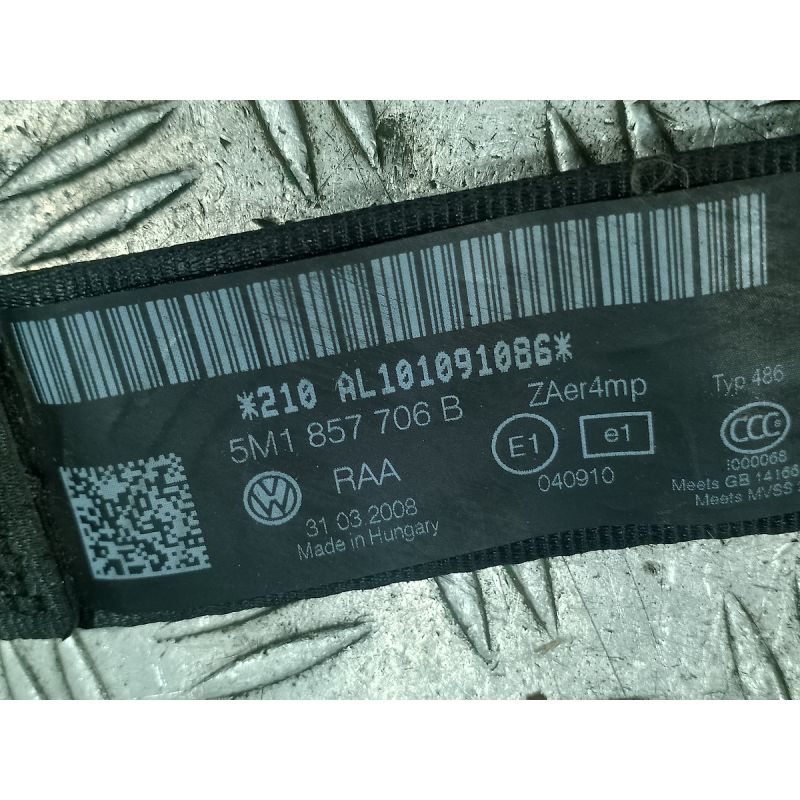 *210 AL101091086*
5M1 857 706 B
ZAer4mp
Typ 486
RAA
E1
e1
CCC S
040910
I000068
31.03.2008
Made in Hungary
Meets GB 14166
Meets MVSS